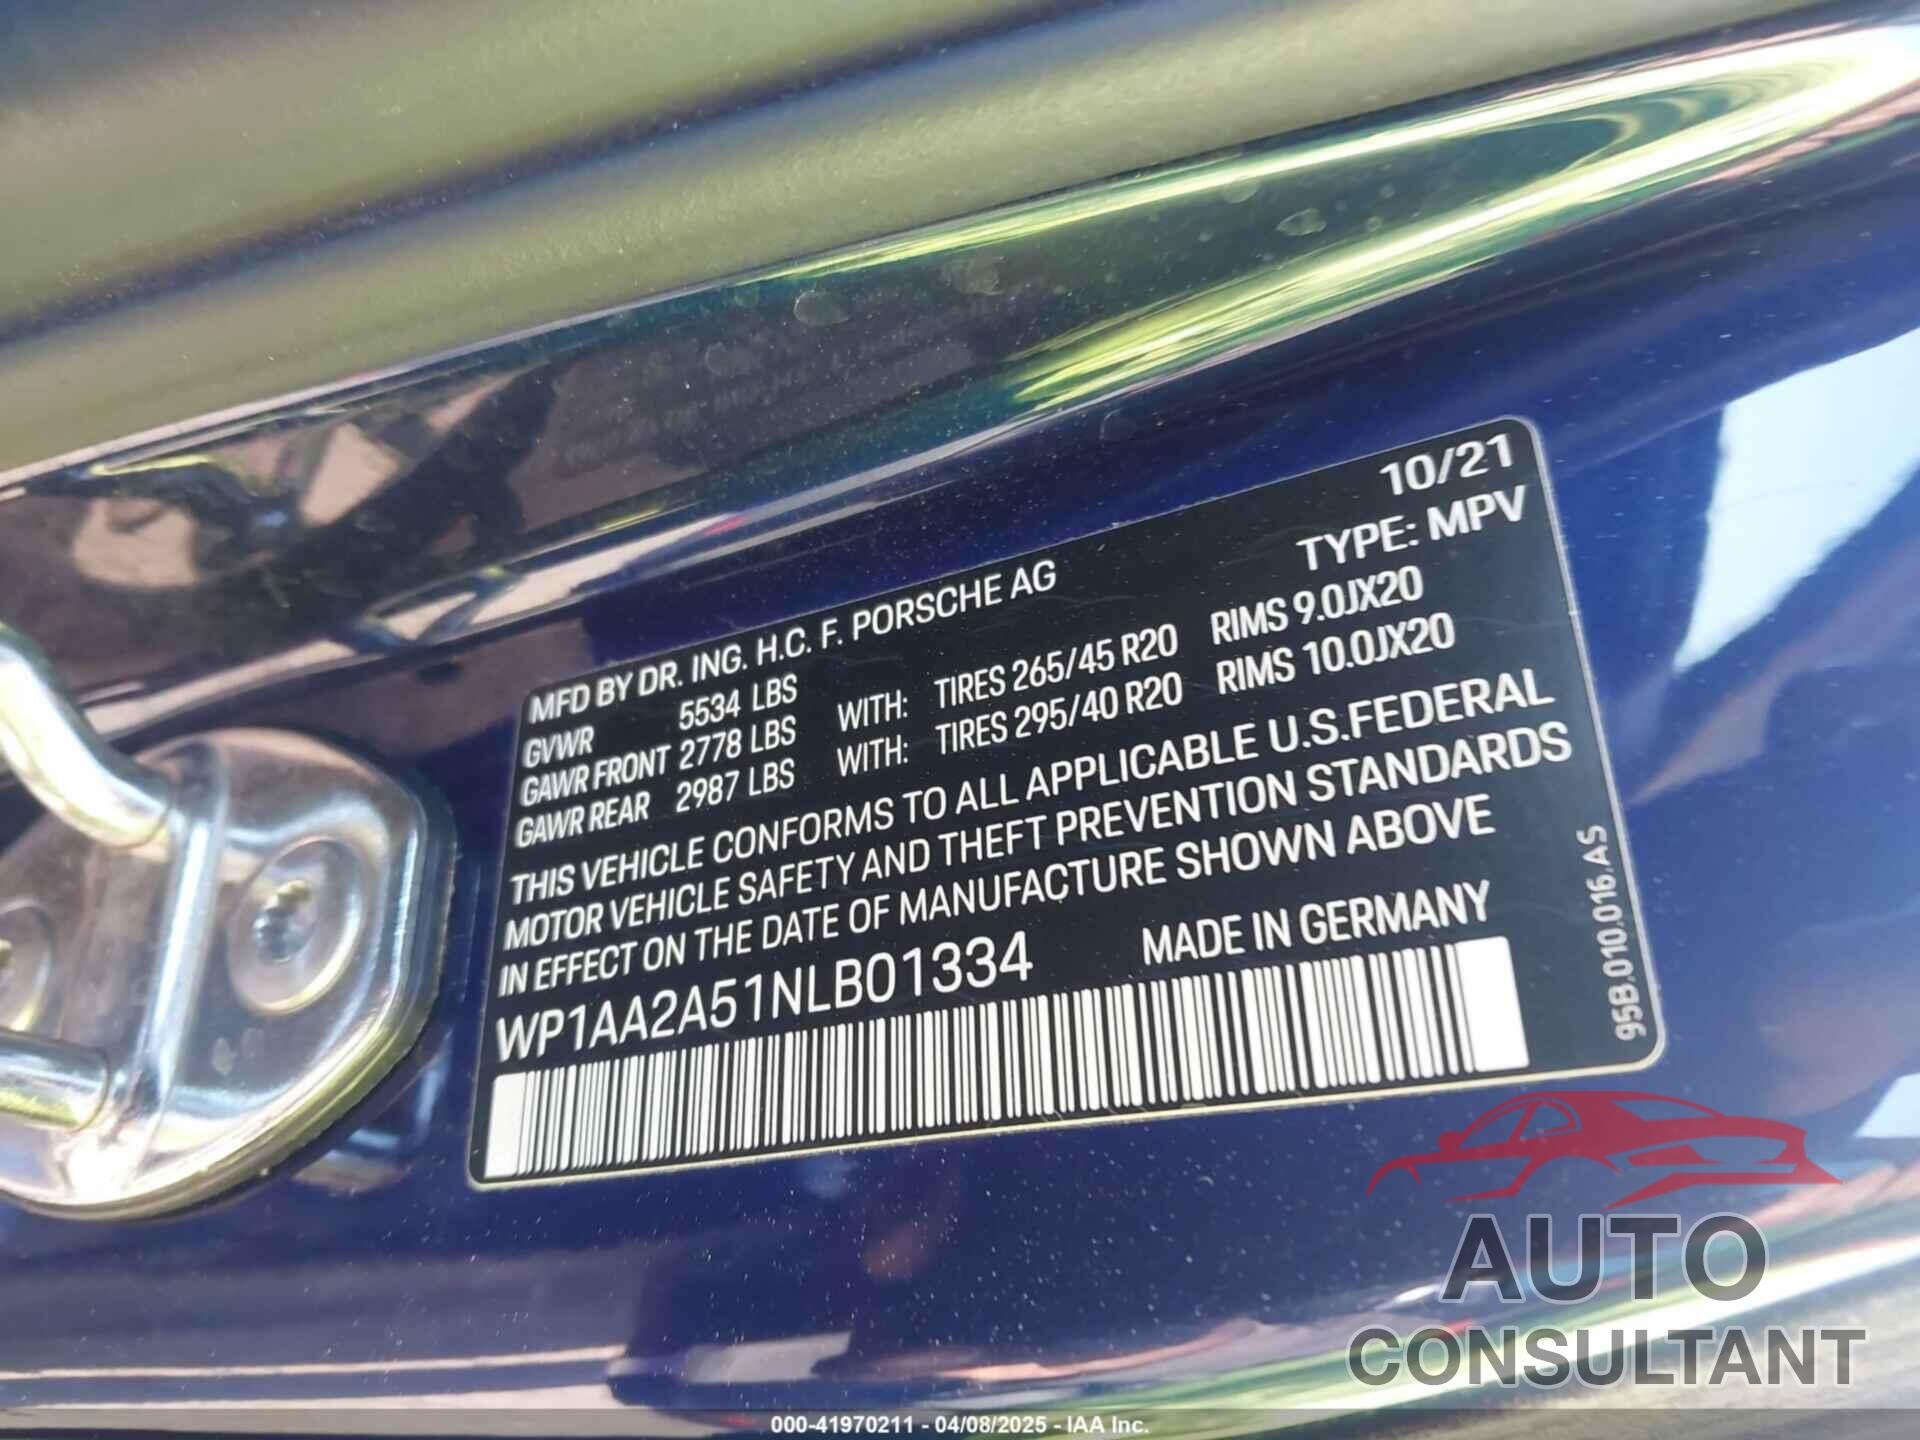 10/21
MFD BY DR. ING. H.C. F. PORSCHE AG TYPE: MPV
GVWR 5534 LBS
GAWR FRONT 2778 LBS WITH: TIRES 265/45 R20 RIMS 9.0JX20
GAWR REAR 2987 LBS WITH: TIRES 295/40 R20 RIMS 10.0JX20
THIS VEHICLE CONFORMS TO ALL APPLICABLE U.S.FEDERAL
MOTOR VEHICLE SAFETY AND THEFT PREVENTION STANDARDS
IN EFFECT ON THE DATE OF MANUFACTURE SHOWN ABOVE
WP1AA2A51NLB01334 MADE IN GERMANY
95B.010.016.AS
AUTO
CONSULTANT
000-41970211 - 04/08/2025 - IAA Inc.